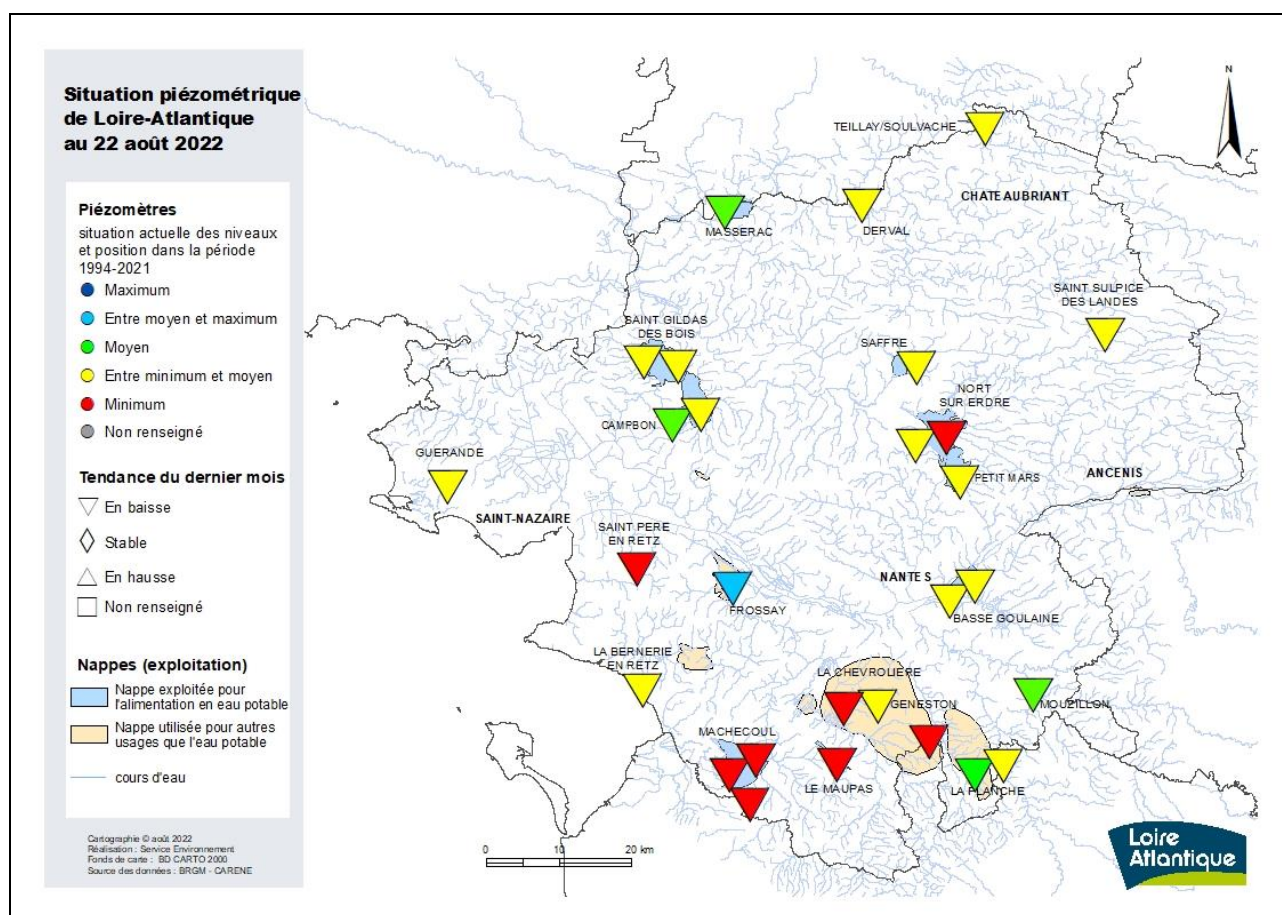 Situation piézométrique
de Loire-Atlantique
au 22 août 2022
Piézomètres
situation actuelle des niveaux
et position dans la période
1994-2021
Maximum
Entre moyen et maximum
Moyen
Entre minimum et moyen
Minimum
Non renseigné
Tendance du dernier mois
En baisse
Stable
En hausse
Non renseigné
Nappes (exploitation)
Nappe exploitée pour
l'alimentation en eau potable
Nappe utilisée pour autres
usages que l'eau potable
cours d'eau
Cartographie © août 2022
Réalisation : Service Environnement
Fonds de carte : BD CARTO 2000
Source des données : BRGM - CARENE
N
TEILLAY/SOULVACHE
CHATEAUBRIANT
MASSERAC
DERVAL
SAINT SULPICE
DES LANDES
SAINT GILDAS
DES BOIS
SAFFRE
NORT
SUR ERDRE
CAMPBON
GUERANDE
PETIT MARS
ANCENIS
SAINT-NAZAIRE
SAINT PERE
EN RETZ
FROSSAY
NANTES
BASSE GOULAINE
LA BERNERIE
EN RETZ
LA CHEVROLIERE
GENESTON
MOUZILLON
MACHECOUL
LE MAUPAS
LA PLANCHE
0 10 20 km
Loire
Atlantique